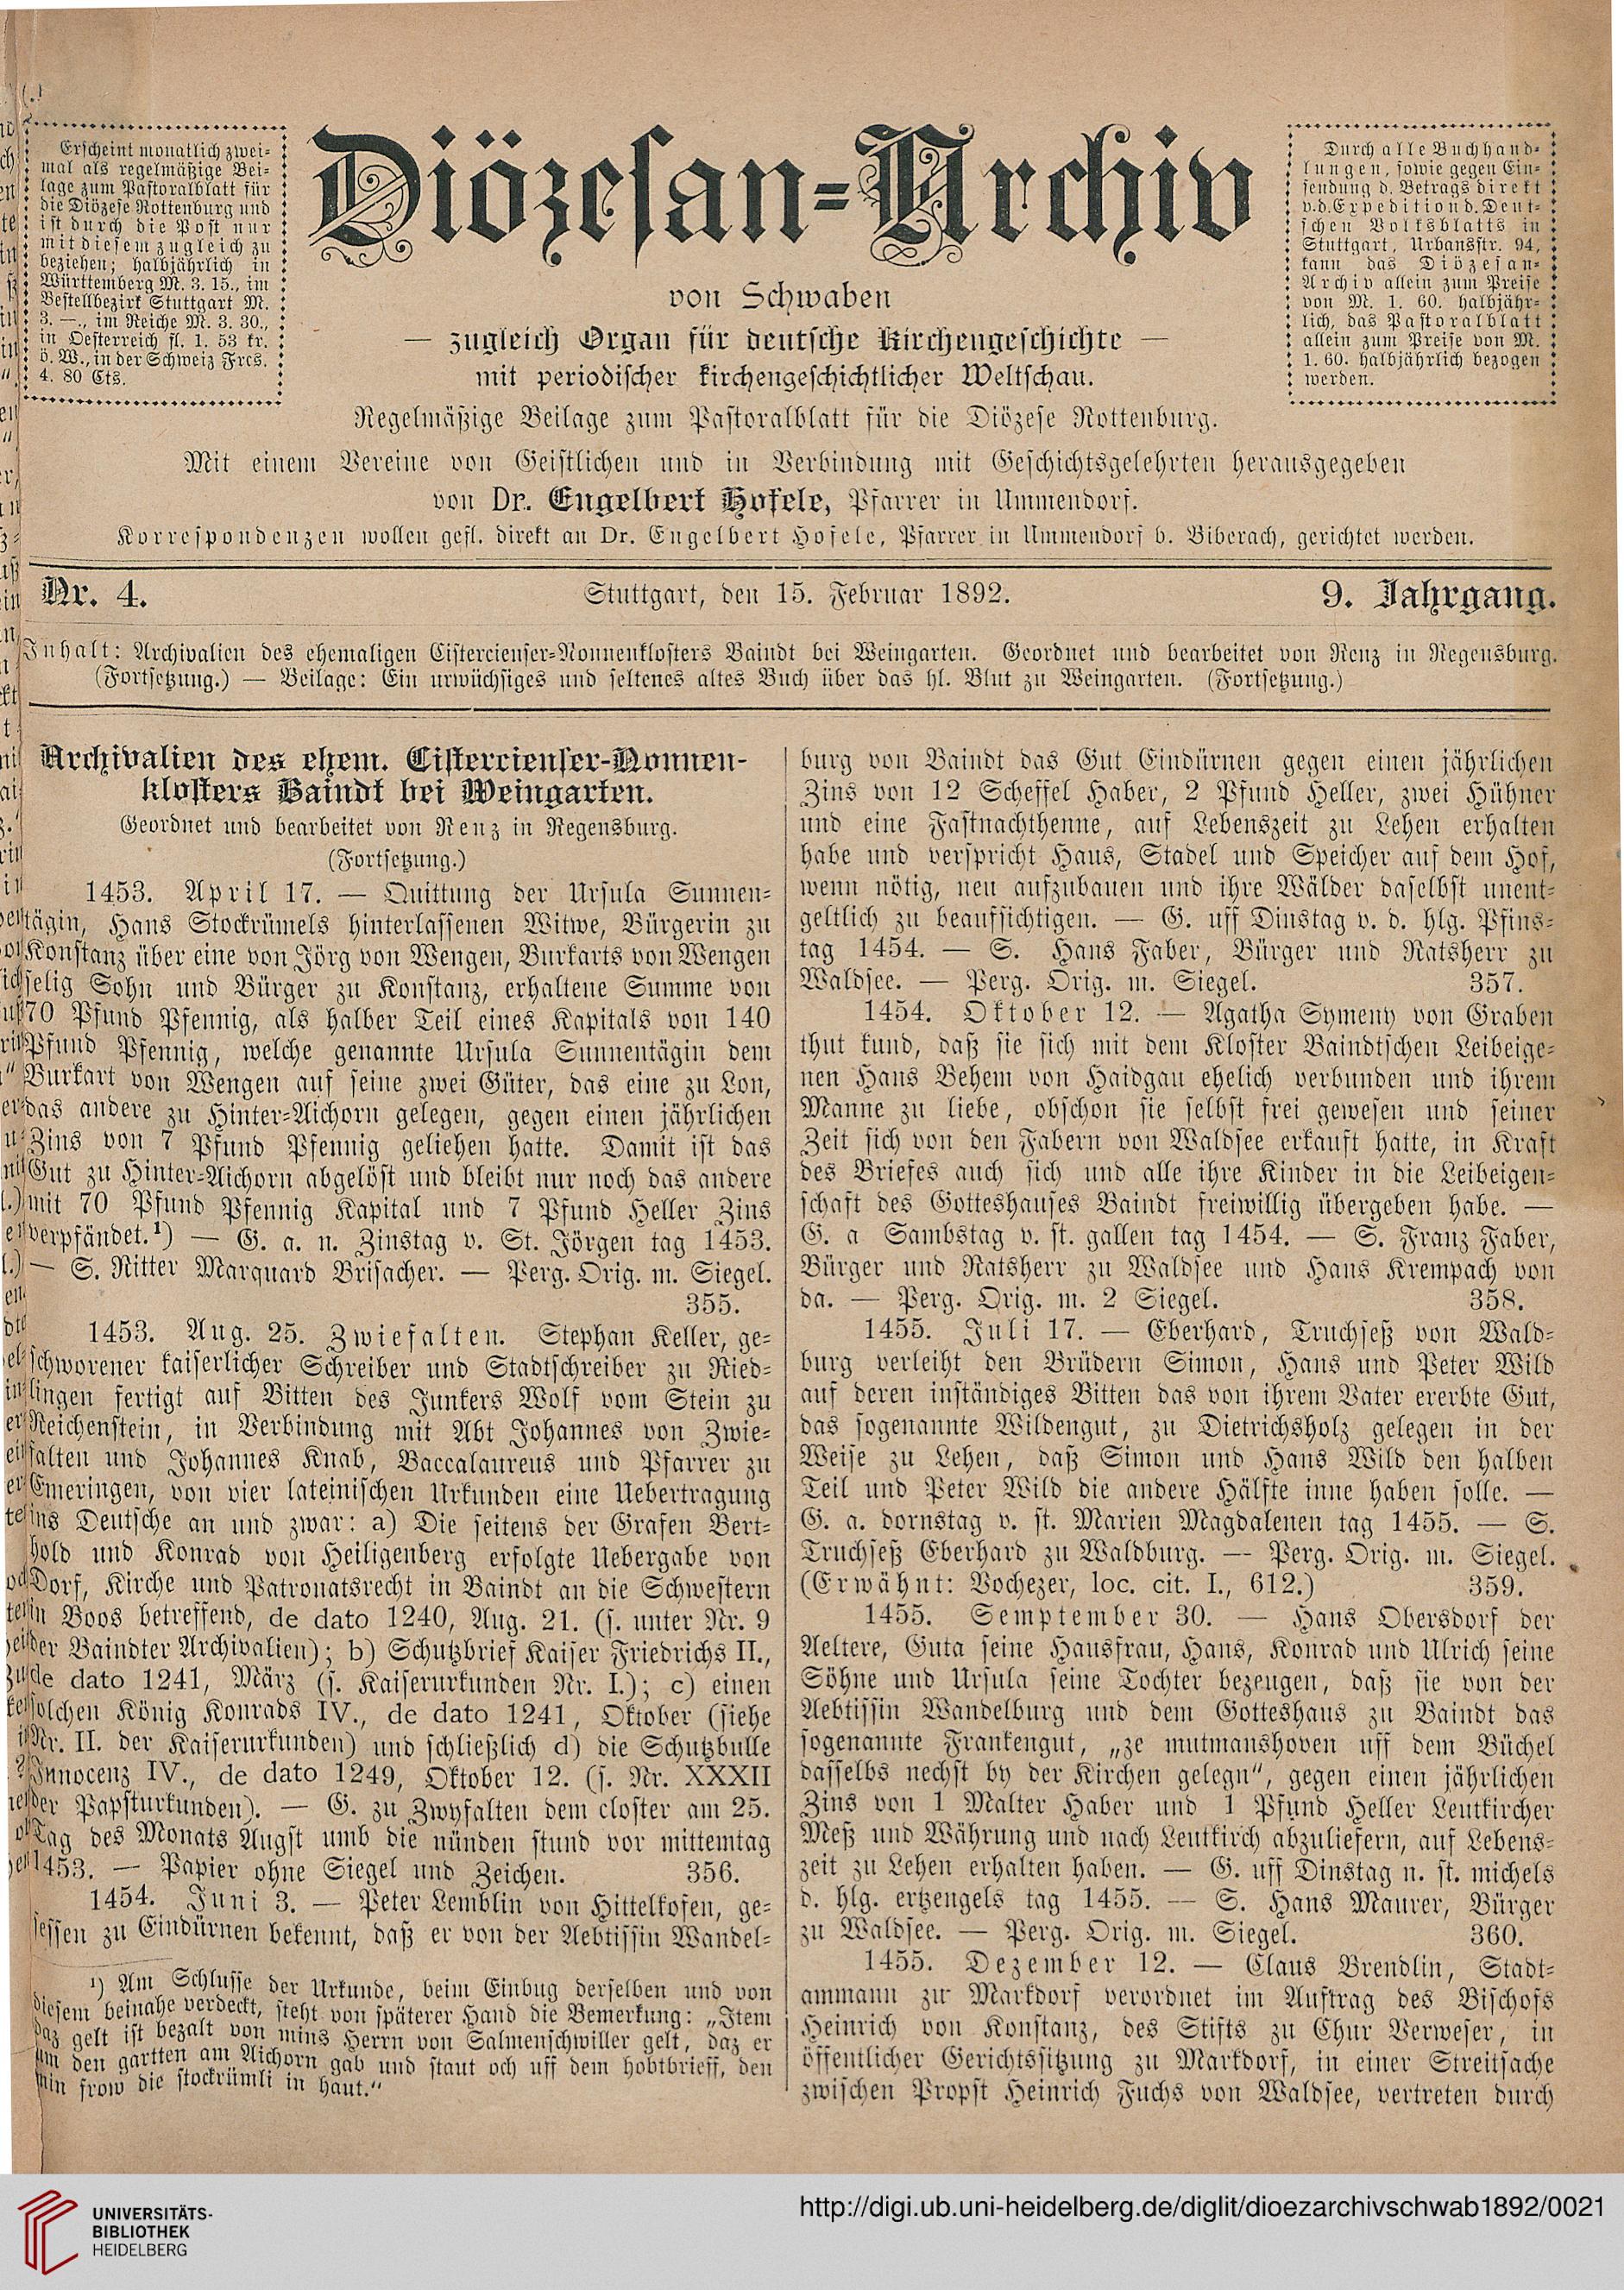 Erscheint monatlich zwei-
mal als regelmäßige Bei-
lage zum Pastoralblatt für
die Diözese Rottenburg und
ist durch die Post nur
mit diesem zugleich zu
beziehen; halbjährlich in
Württemberg M. 3. 15., im
Bestellbezirk Stuttgart M.
3. —., im Reiche M. 3. 30.,
in Oesterreich fl. 1. 53 kr.
ö. W., in der Schweiz Frcs.
4. 80 Cts.
Diözesan-Archiv
von Schwaben
— zugleich Organ für deutsche Kirchengeschichte —
mit periodischer kirchengeschichtlicher Weltschau.
Durch alle Buchhand-
lungen, sowie gegen Ein-
sendung d. Betrags direkt
v. d. Expedition d. Deut-
schen Volksblatts in
Stuttgart, Urbansstr. 94,
kann das Diözesan-
Archiv allein zum Preise
von M. 1. 60. halbjähr-
lich, das Pastoralblatt
allein zum Preise von M.
1. 60. halbjährlich bezogen
werden.
Regelmäßige Beilage zum Pastoralblatt für die Diözese Rottenburg.
Mit einem Vereine von Geistlichen und in Verbindung mit Geschichtsgelehrten herausgegeben
von Dr. Engelbert Hofele, Pfarrer in Ummendorf.
Korrespondenzen wollen gefl. direkt an Dr. Engelbert Hofele, Pfarrer in Ummendorf b. Biberach, gerichtet werden.
Nr. 4. Stuttgart, den 15. Februar 1892. 9. Jahrgang.
Inhalt: Archivalien des ehemaligen Cistercienser-Nonnenklosters Baindt bei Weingarten. Geordnet und bearbeitet von Renz in Regensburg.
(Fortsetzung.) — Beilage: Ein urwüchsiges und seltenes altes Buch über das hl. Blut zu Weingarten. (Fortsetzung.)
Archivalien des ehem. Cistercienser-Nonnen-
klosters Baindt bei Weingarten.
Geordnet und bearbeitet von Renz in Regensburg.
(Fortsetzung.)
1453. April 17. — Quittung der Ursula Sunnen-
tägin, Hans Stockrümels hinterlassenen Witwe, Bürgerin zu
Konstanz über eine von Jörg von Wengen, Burkarts von Wengen
selig Sohn und Bürger zu Konstanz, erhaltene Summe von
70 Pfund Pfennig, als halber Teil eines Kapitals von 140
Pfund Pfennig, welche genannte Ursula Sunnentägin dem
Burkart von Wengen auf seine zwei Güter, das eine zu Lon,
das andere zu Hinter-Aichorn gelegen, gegen einen jährlichen
Zins von 7 Pfund Pfennig geliehen hatte. Damit ist das
Gut zu Hinter-Aichorn abgelöst und bleibt nur noch das andere
mit 70 Pfund Pfennig Kapital und 7 Pfund Heller Zins
verpfändet.¹) — G. a. n. Zinstag v. St. Jörgen tag 1453.
— S. Ritter Marquard Brisacher. — Perg. Orig. m. Siegel.
355.
1453. Aug. 25. Zwiefalten. Stephan Keller, ge-
schworener kaiserlicher Schreiber und Stadtschreiber zu Ried-
lingen fertigt auf Bitten des Junkers Wolf vom Stein zu
Reichenstein, in Verbindung mit Abt Johannes von Zwie-
falten und Johannes Knab, Baccalaureus und Pfarrer zu
Emeringen, von vier lateinischen Urkunden eine Uebertragung
ins Deutsche an und zwar: a) Die seitens der Grafen Bert-
hold und Konrad von Heiligenberg erfolgte Uebergabe von
Dorf, Kirche und Patronatsrecht in Baindt an die Schwestern
in Boos betreffend, de dato 1240, Aug. 21. (s. unter Nr. 9
der Baindter Archivalien); b) Schutzbrief Kaiser Friedrichs II.,
de dato 1241, März (s. Kaiserurkunden Nr. I.); c) einen
solchen König Konrads IV., de dato 1241, Oktober (siehe
Nr. II. der Kaiserurkunden) und schließlich d) die Schutzbulle
Innocenz IV., de dato 1249, Oktober 12. (s. Nr. XXXII
der Papsturkunden). — G. zu Zwyfalten dem closter am 25.
Tag des Monats Augst umb die nünden stund vor mittemtag
1453. — Papier ohne Siegel und Zeichen. 356.
1454. Juni 3. — Peter Lemblin von Hittelkofen, ge-
sessen zu Eindürnen bekennt, daß er von der Aebtissin Wandel-
¹) Am Schlusse der Urkunde, beim Einbug derselben und von
diesem beinahe verdeckt, steht von späterer Hand die Bemerkung: „Item
daz gelt ist bezalt von mins Herrn von Salmenschwiller gelt, daz er
um den gartten am Aichorn gab und staut och uff dem hobtbrieff, den
min frow die stockrümli in haut.“
burg von Baindt das Gut Eindürnen gegen einen jährlichen
Zins von 12 Scheffel Haber, 2 Pfund Heller, zwei Hühner
und eine Fastnachthenne, auf Lebenszeit zu Lehen erhalten
habe und verspricht Haus, Stadel und Speicher auf dem Hof,
wenn nötig, neu aufzubauen und ihre Wälder daselbst unent-
geltlich zu beaufsichtigen. — G. uff Dinstag v. d. hlg. Pfins-
tag 1454. — S. Hans Faber, Bürger und Ratsherr zu
Waldsee. — Perg. Orig. m. Siegel. 357.
1454. Oktober 12. — Agatha Symeny von Graben
thut kund, daß sie sich mit dem Kloster Baindtschen Leibeige-
nen Hans Behem von Haidgau ehelich verbunden und ihrem
Manne zu liebe, obschon sie selbst frei gewesen und seiner
Zeit sich von den Fabern von Waldsee erkauft hatte, in Kraft
des Briefes auch sich und alle ihre Kinder in die Leibeigen-
schaft des Gotteshauses Baindt freiwillig übergeben habe. —
G. a Sambstag v. st. gallen tag 1454. — S. Franz Faber,
Bürger und Ratsherr zu Waldsee und Hans Krempach von
da. — Perg. Orig. m. 2 Siegel. 358.
1455. Juli 17. — Eberhard, Truchseß von Wald-
burg verleiht den Brüdern Simon, Hans und Peter Wild
auf deren inständiges Bitten das von ihrem Vater ererbte Gut,
das sogenannte Wildengut, zu Dietrichsholz gelegen in der
Weise zu Lehen, daß Simon und Hans Wild den halben
Teil und Peter Wild die andere Hälfte inne haben solle. —
G. a. dornstag v. st. Marien Magdalenen tag 1455. — S.
Truchseß Eberhard zu Waldburg. — Perg. Orig. m. Siegel.
(Erwähnt: Vochezer, loc. cit. I., 612.) 359.
1455. Semptember 30. — Hans Obersdorf der
Aeltere, Guta seine Hausfrau, Hans, Konrad und Ulrich seine
Söhne und Ursula seine Tochter bezeugen, daß sie von der
Aebtissin Wandelburg und dem Gotteshaus zu Baindt das
sogenannte Frankengut, „ze mutmanshoven uff dem Büchel
dasselbs nechst by der Kirchen gelegn“, gegen einen jährlichen
Zins von 1 Malter Haber und 1 Pfund Heller Leutkircher
Meß und Währung und nach Leutkirch abzuliefern, auf Lebens-
zeit zu Lehen erhalten haben. — G. uff Dinstag n. st. michels
d. hlg. ertzengels tag 1455. — S. Hans Maurer, Bürger
zu Waldsee. — Perg. Orig. m. Siegel. 360.
1455. Dezember 12. — Claus Brendlin, Stadt-
ammann zu Markdorf verordnet im Auftrag des Bischofs
Heinrich von Konstanz, des Stifts zu Chur Verweser, in
öffentlicher Gerichtssitzung zu Markdorf, in einer Streitsache
zwischen Propst Heinrich Fuchs von Waldsee, vertreten durch
UNIVERSITÄTS-
BIBLIOTHEK
HEIDELBERG
http://digi.ub.uni-heidelberg.de/diglit/dioezarchivschwab1892/0021